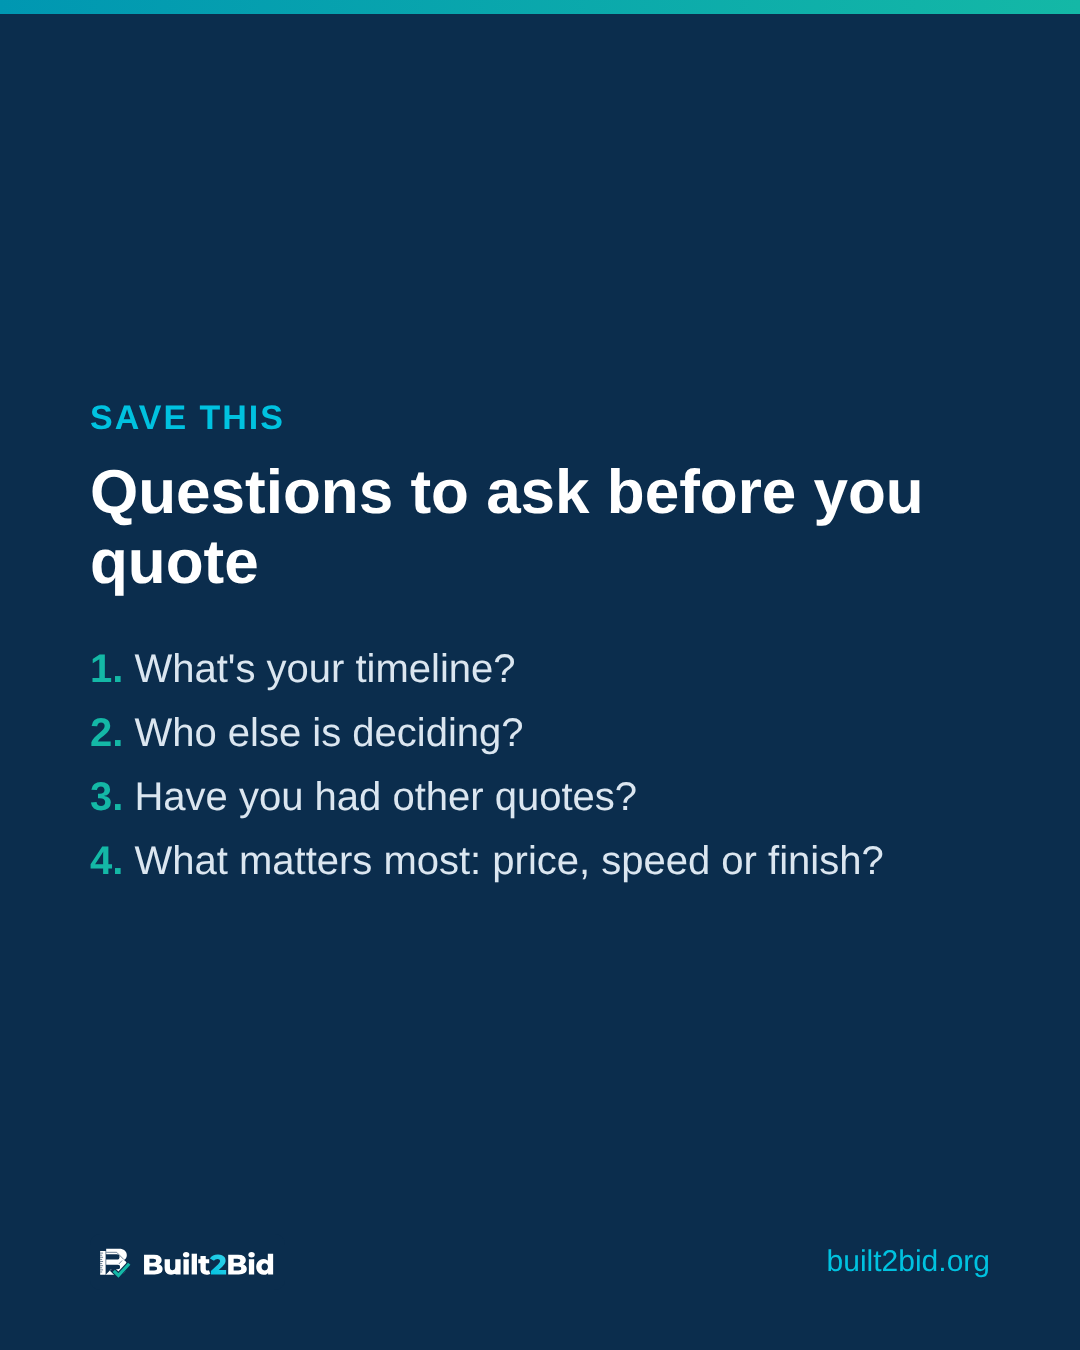 SAVE THIS
Questions to ask before you
quote
1. What's your timeline?
2. Who else is deciding?
3. Have you had other quotes?
4. What matters most: price, speed or finish?
Built2Bid
built2bid.org